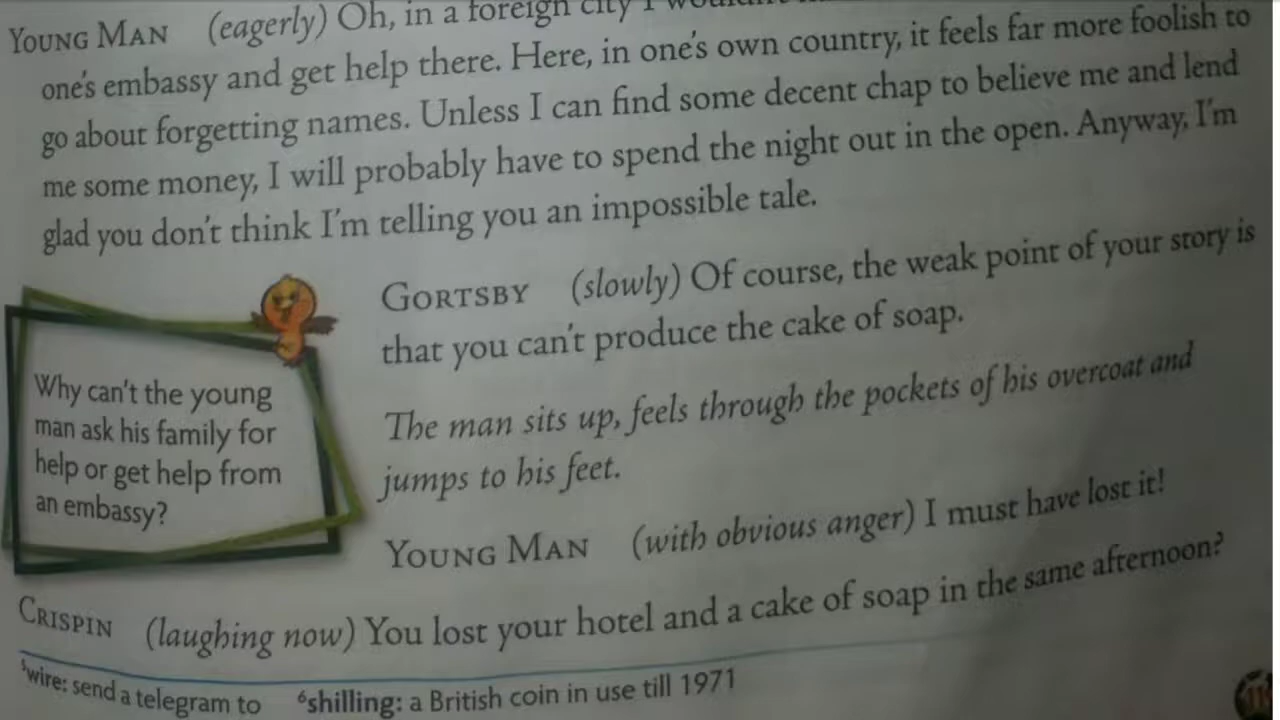 YOUNG MAN (eagerly) Oh, in a foreign city I
one's embassy and get help there. Here, in one's own country, it feels far more foolish to
go about forgetting names. Unless I can find some decent chap to believe me and lend
me some money, I will probably have to spend the night out in the open. Anyway, I'm
glad you don't think I'm telling you an impossible tale.
GORTSBY (slowly) Of course, the weak point of your story is
that you can't produce the cake of soap.
The man sits up, feels through the pockets of his overcoat and
jumps to his feet.
YOUNG MAN (with obvious anger) I must have lost it!
Why can't the young
man ask his family for
help or get help from
an embassy?
CRISPIN (laughing now) You lost your hotel and a cake of soap in the same afternoon?
⁵wire: send a telegram to ⁶shilling: a British coin in use till 1971